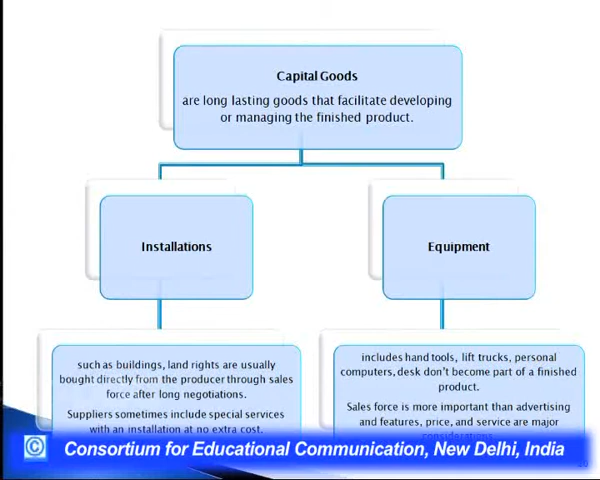 Capital Goods
are long lasting goods that facilitate developing
or managing the finished product.
Installations
Equipment
such as buildings, land rights are usually
bought directly from the producer through sales
force after long negotiations.
Suppliers sometimes include special services
with an installation at no extra cost.
includes hand tools, lift trucks, personal
computers, desk don't become part of a finished
product.
Sales force is more important than advertising
and features, price, and service are major
considerations.
© Consortium for Educational Communication, New Delhi, India